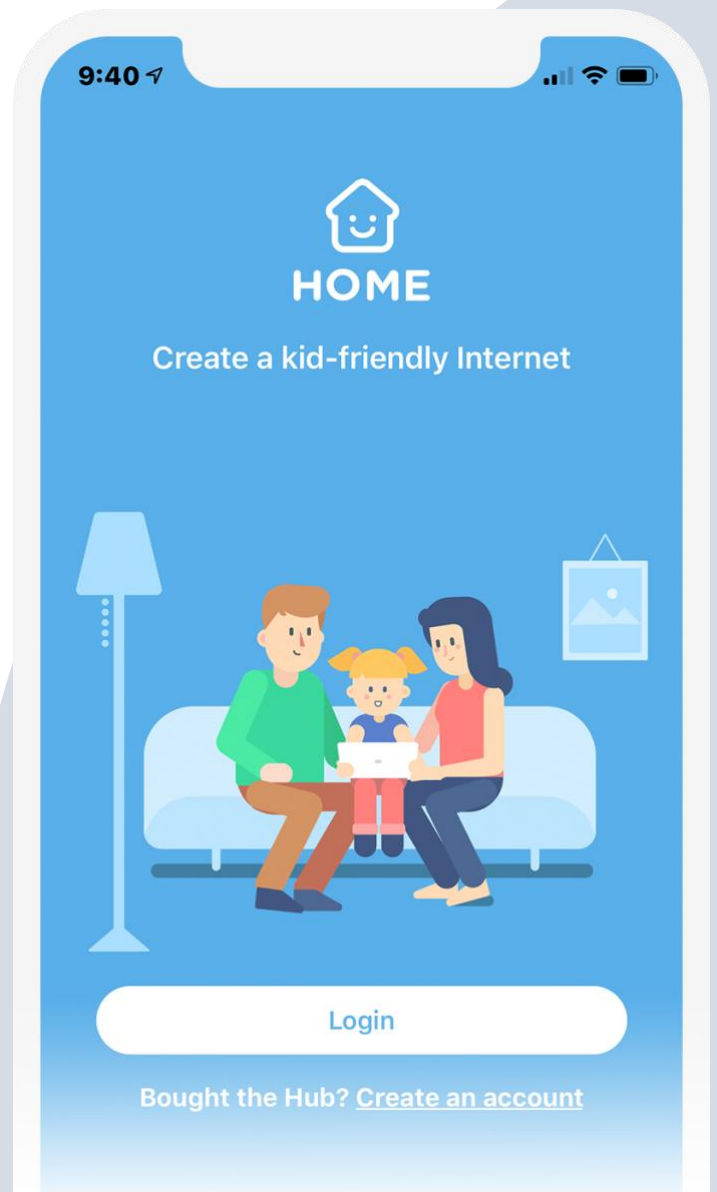 9:40
HOME
Create a kid-friendly Internet
Login
Bought the Hub? Create an account